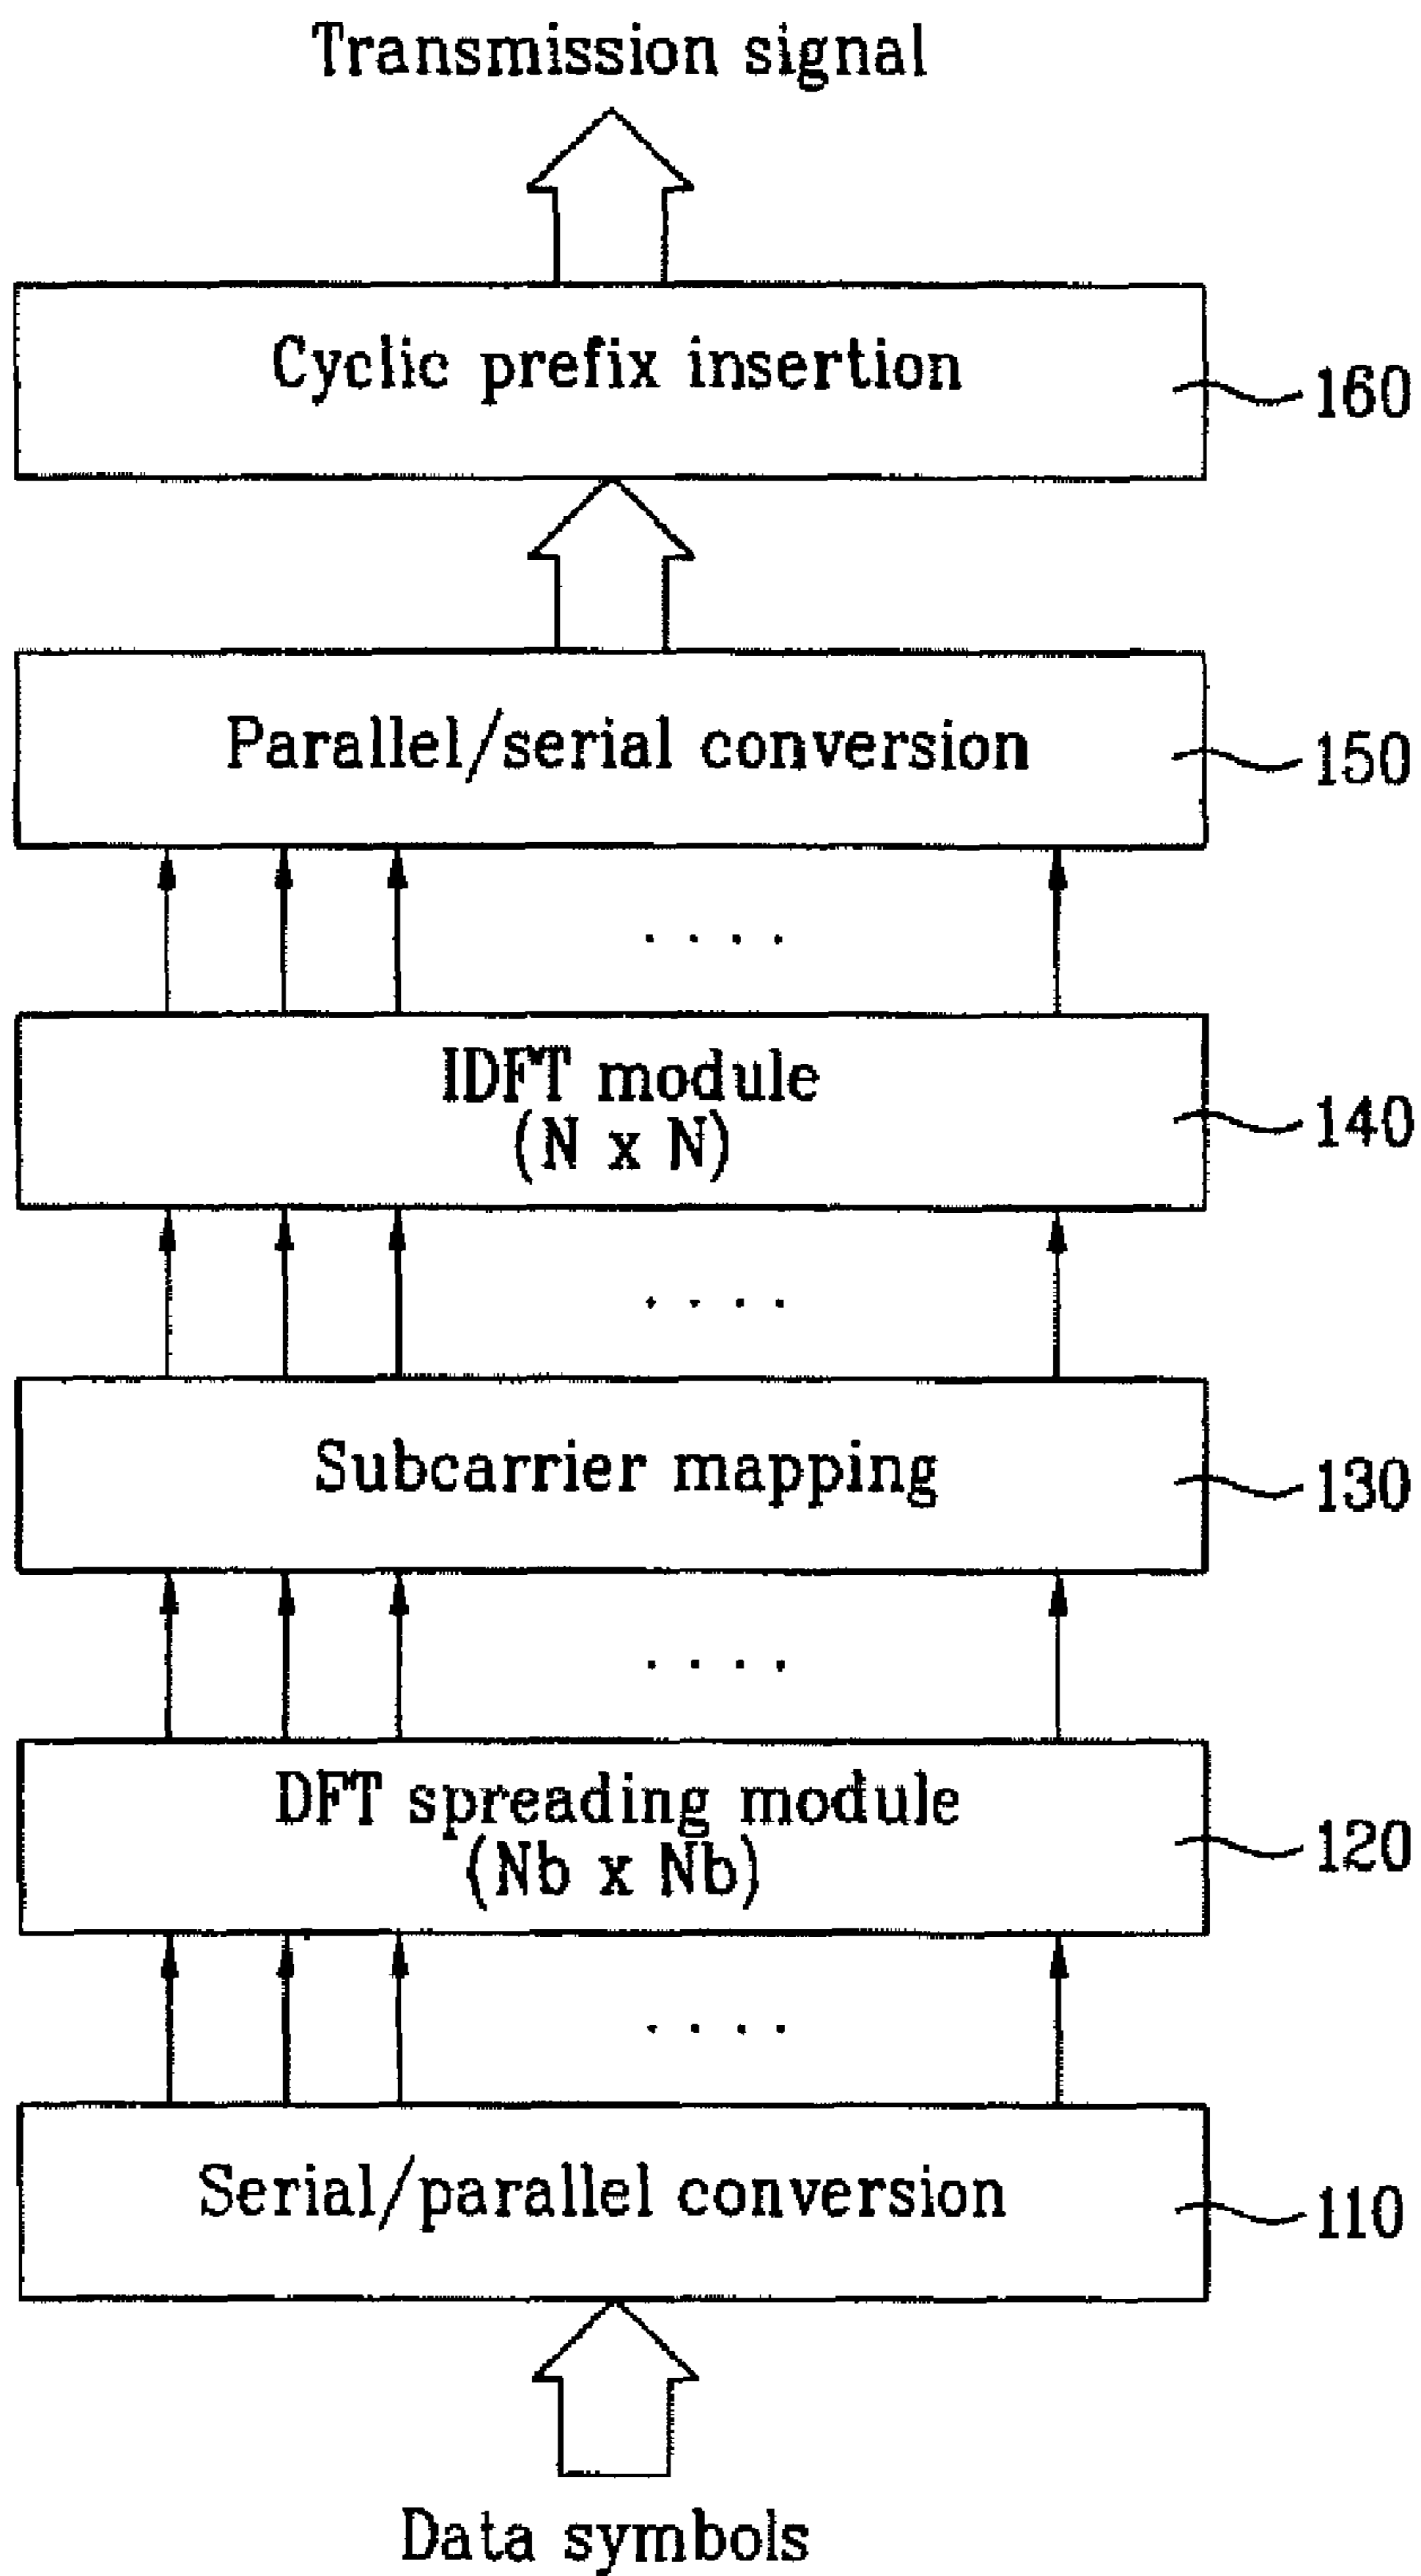 Transmission signal
Cyclic prefix insertion
160
Parallel/serial conversion
150
IDFT module
(N x N)
140
Subcarrier mapping
130
DFT spreading module
(Nb x Nb)
120
Serial/parallel conversion
110
Data symbols